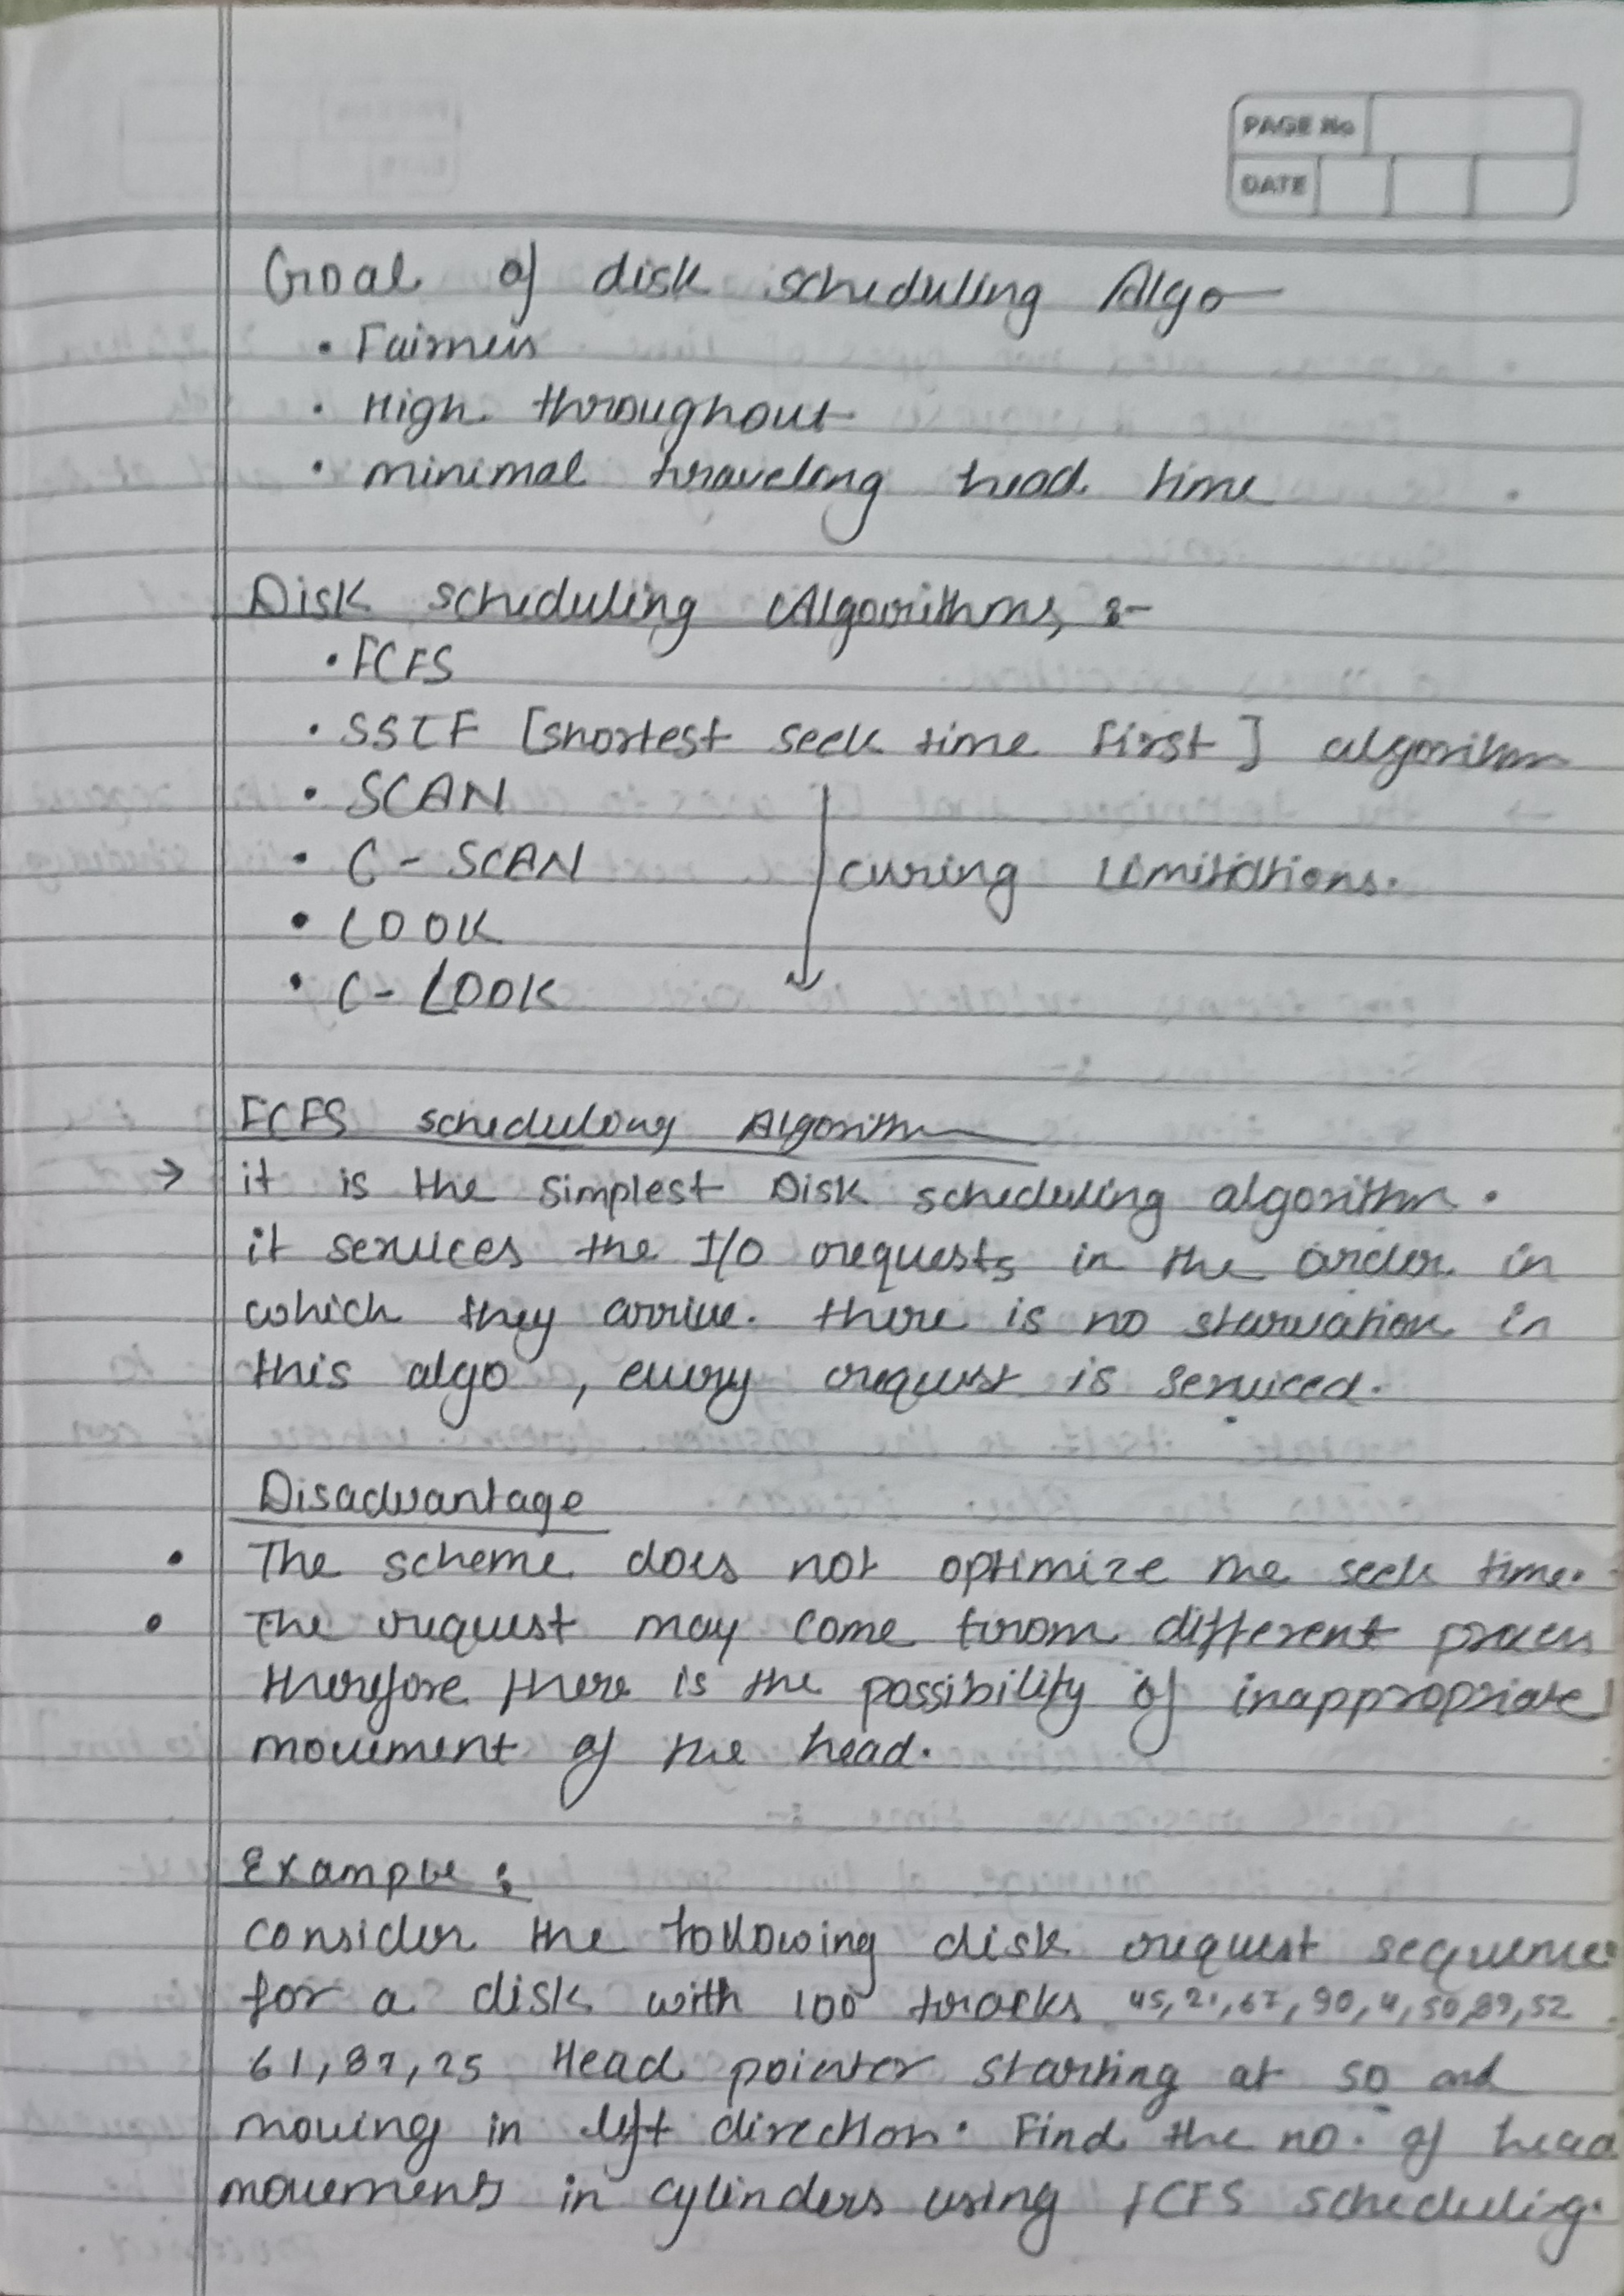 PAGE No
DATE
Goal of disk scheduling Algo
• Fairness
• High throughout
• minimal traveling head time
Disk scheduling Algorithms :-
• FCFS
• SSTF [shortest seek time first] algorithm
• SCAN
• C - SCAN
curing Limitations.
• LOOK
• C - LOOK
FCFS scheduling Algorithm
→ it is the simplest Disk scheduling algorithm.
it services the I/O requests in the order in
which they arrive. there is no starvation in
this algo , every request is serviced.
Disadvantage
• The scheme does not optimize the seek time.
• The request may come from different process
therefore there is the possibility of inappropriate
movement of the head.
Example :
consider the following disk request sequence
for a disk with 100 tracks 45, 21, 67, 90, 4, 50, 89, 52
61, 87, 25 Head pointer starting at 50 and
moving in left direction. Find the no. of head
movements in cylinders using FCFS scheduling.